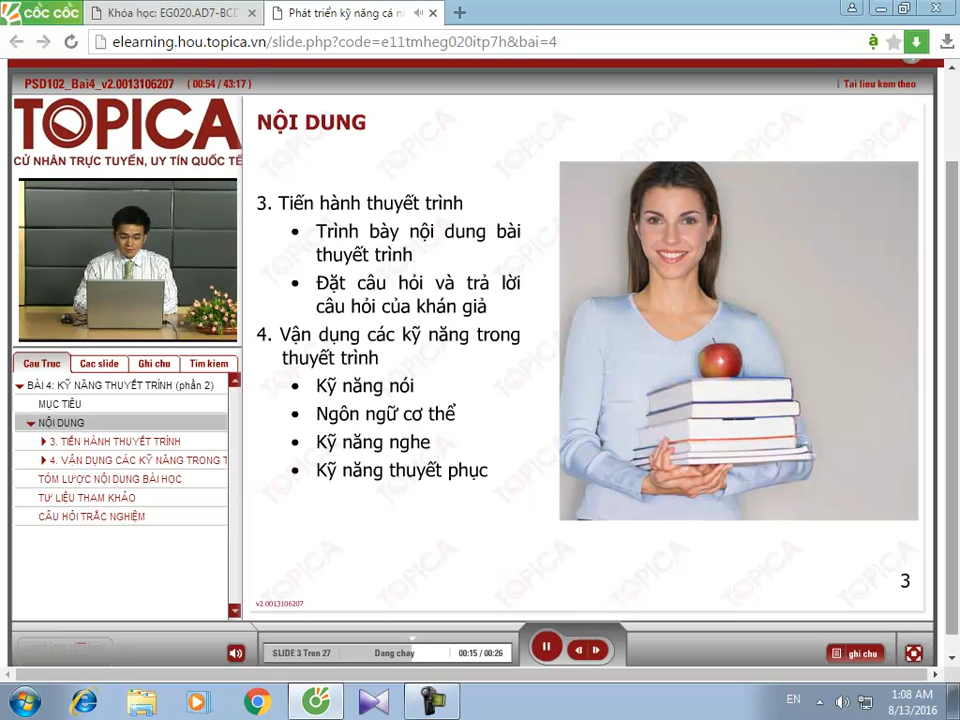 CỐC CỐC
Khóa học: EG020.AD7-BCD
Phát triển kỹ năng cá n
elearning.hou.topica.vn/slide.php?code=e11tmheg020itp7h&bai=4
PSD102_Bai4_v2.0013106207 ( 00:54 / 43:17 )
Tai lieu kem theo
TOPICA
CỬ NHÂN TRỰC TUYẾN, UY TÍN QUỐC TẾ
NỘI DUNG
3. Tiến hành thuyết trình
• Trình bày nội dung bài
thuyết trình
• Đặt câu hỏi và trả lời
câu hỏi của khán giả
4. Vận dụng các kỹ năng trong
thuyết trình
• Kỹ năng nói
• Ngôn ngữ cơ thể
• Kỹ năng nghe
• Kỹ năng thuyết phục
3
v2.0013106207
Cau Truc
Cac slide
Ghi chu
Tim kiem
BÀI 4: KỸ NĂNG THUYẾT TRÌNH (phần 2)
MỤC TIÊU
NỘI DUNG
3. TIẾN HÀNH THUYẾT TRÌNH
4. VẬN DỤNG CÁC KỸ NĂNG TRONG T
TÓM LƯỢC NỘI DUNG BÀI HỌC
TƯ LIỆU THAM KHẢO
CÂU HỎI TRẮC NGHIỆM
SLIDE 3 Tren 27
Dang chay
00:15 / 00:26
ghi chu
EN
1:08 AM
8/13/2016